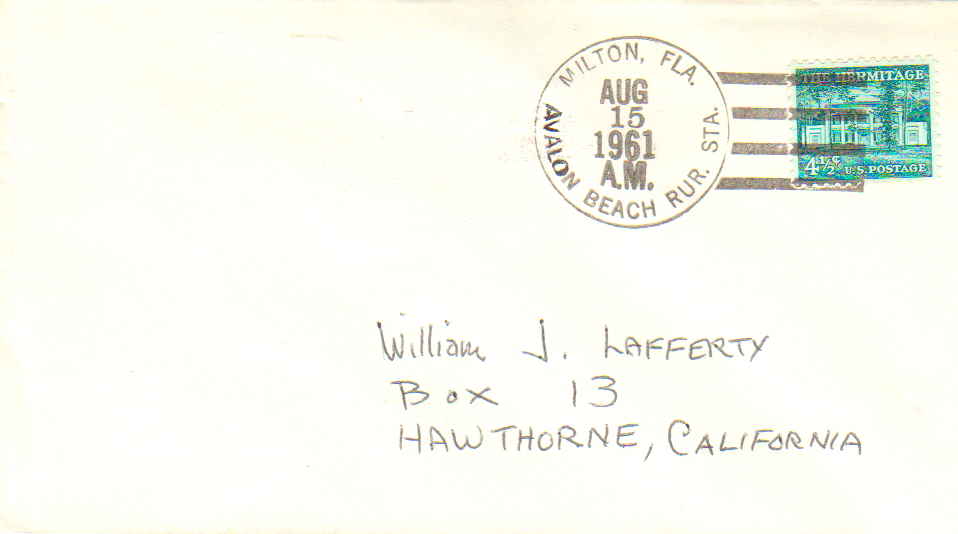 MILTON, FLA.
AUG
15
1961
A.M.
AVALON BEACH RUR. STA.
THE HERMITAGE
4½¢ U.S. POSTAGE
William J. LAFFERTY
Box 13
HAWTHORNE, CALIFORNIA